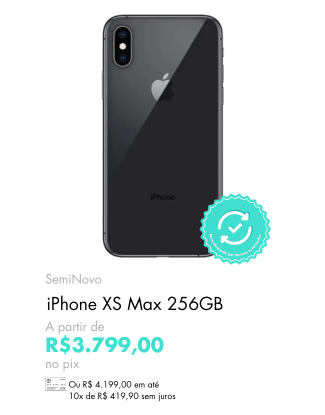 iPhone
SemiNovo
iPhone XS Max 256GB
A partir de
R$3.799,00
no pix
Ou R$ 4.199,00 em até
10x de R$ 419,90 sem juros